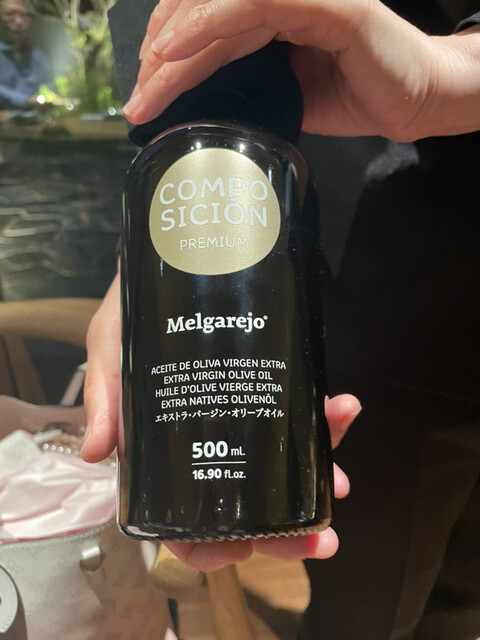 COMPO
SICIÓN
PREMIUM
Melgarejo®
ACEITE DE OLIVA VIRGEN EXTRA
EXTRA VIRGIN OLIVE OIL
HUILE D'OLIVE VIERGE EXTRA
EXTRA NATIVES OLIVENÖL
エキストラ・バージン・オリーブオイル
500 ml.
16.90 fl.oz.